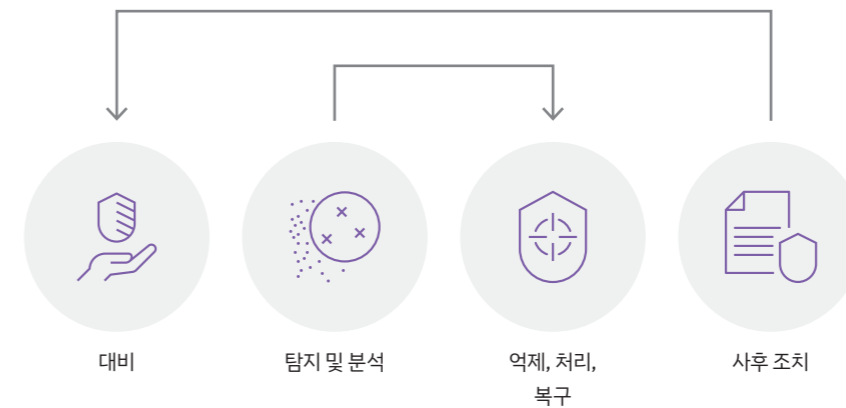 대비
탐지 및 분석
억제, 처리,
복구
사후 조치